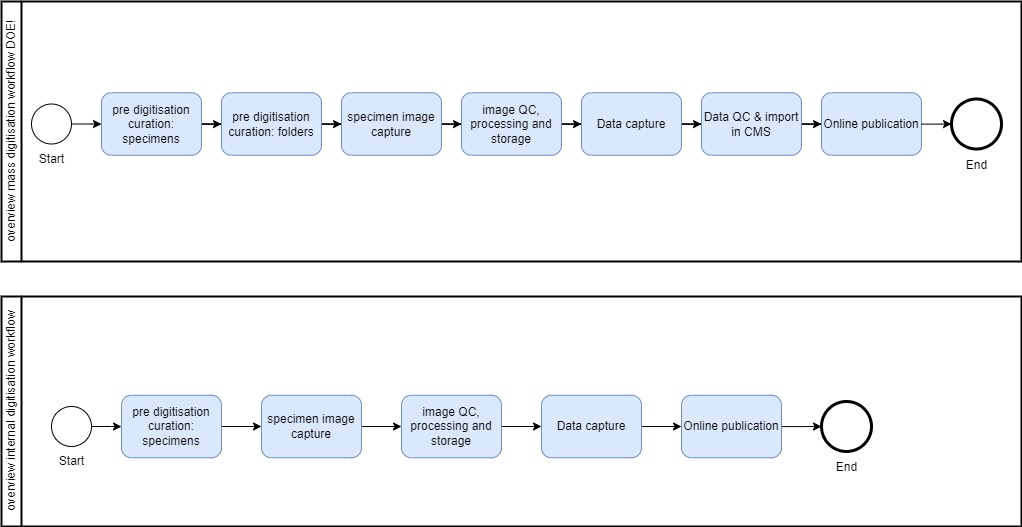 overview mass digitisation workflow DOE!
Start
pre digitisation
curation:
specimens
pre digitisation
curation: folders
specimen image
capture
image QC,
processing and
storage
Data capture
Data QC & import
in CMS
Online publication
End
overview internal digitisation workflow
Start
pre digitisation
curation:
specimens
specimen image
capture
image QC,
processing and
storage
Data capture
Online publication
End